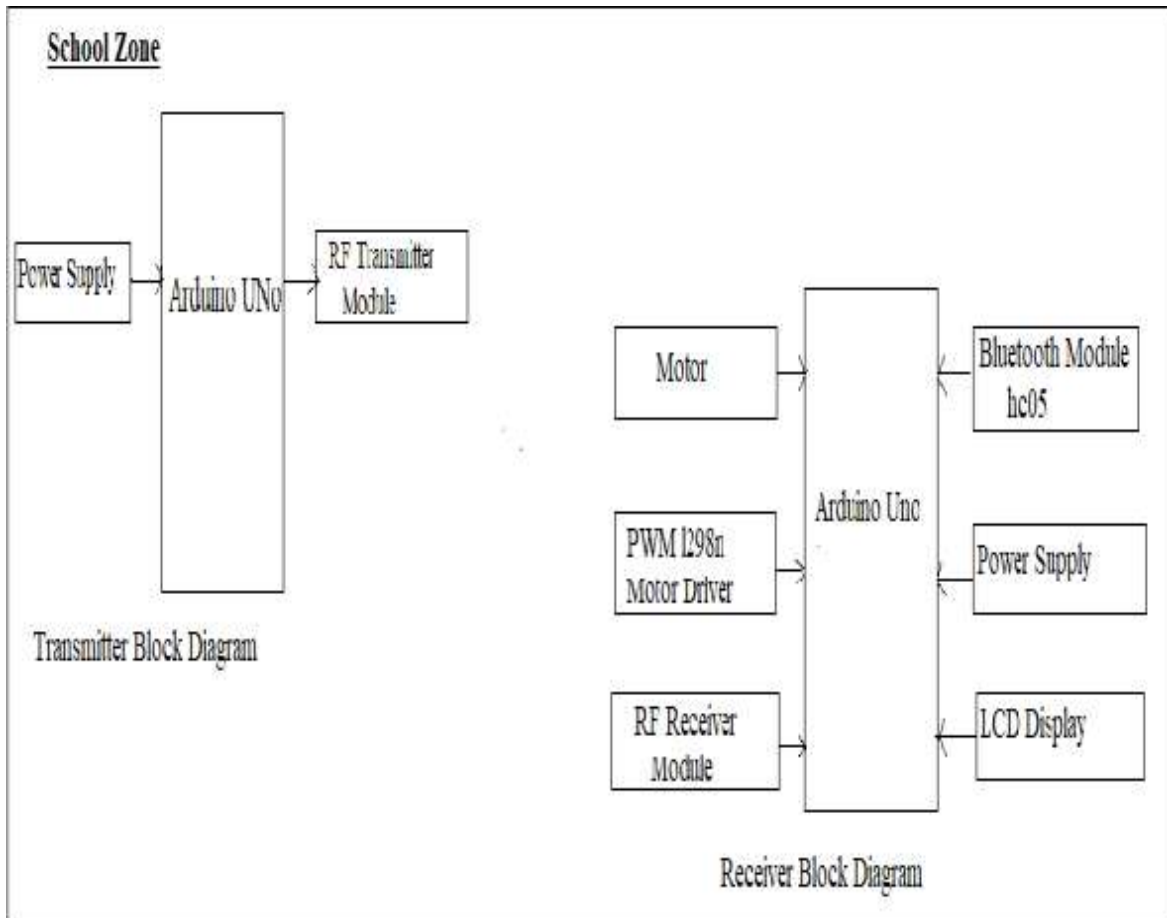 School Zone
Power Supply
Arduino UNo
RF Transmitter
Module
Transmitter Block Diagram
Motor
PWM l298n
Motor Driver
RF Receiver
Module
Arduino Uno
Bluetooth Module
hc05
Power Supply
LCD Display
Receiver Block Diagram